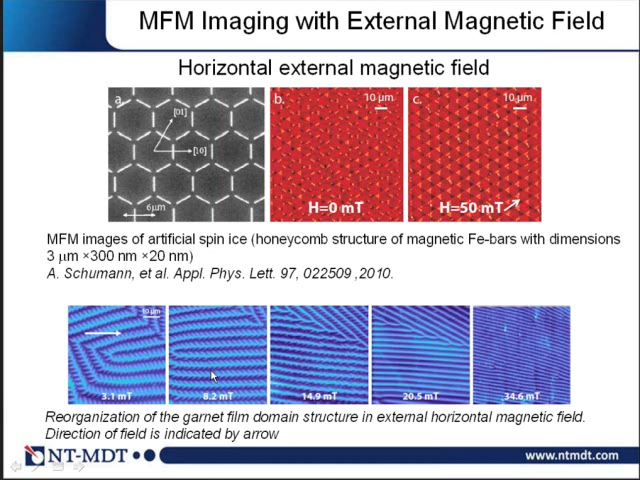 MFM Imaging with External Magnetic Field
Horizontal external magnetic field
a.
[01]
[10]
6μm
b.
10 μm
H=0 mT
c.
10 μm
H=50 mT
MFM images of artificial spin ice (honeycomb structure of magnetic Fe-bars with dimensions
3 μm ×300 nm ×20 nm)
A. Schumann, et al. Appl. Phys. Lett. 97, 022509 ,2010.
10 μm
3.1 mT
8.2 mT
14.9 mT
20.5 mT
34.6 mT
Reorganization of the garnet film domain structure in external horizontal magnetic field.
Direction of field is indicated by arrow
NT-MDT
www.ntmdt.com